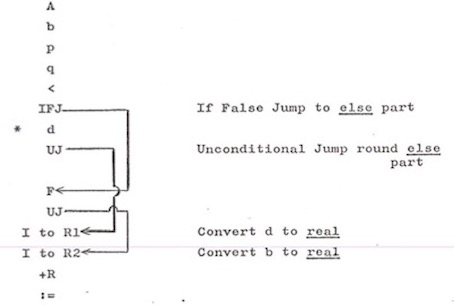 A
b
p
q
<
IFJ If False Jump to else part
* d
UJ Unconditional Jump round else
part
F
UJ
I to R1 Convert d to real
I to R2 Convert b to real
+R
:=